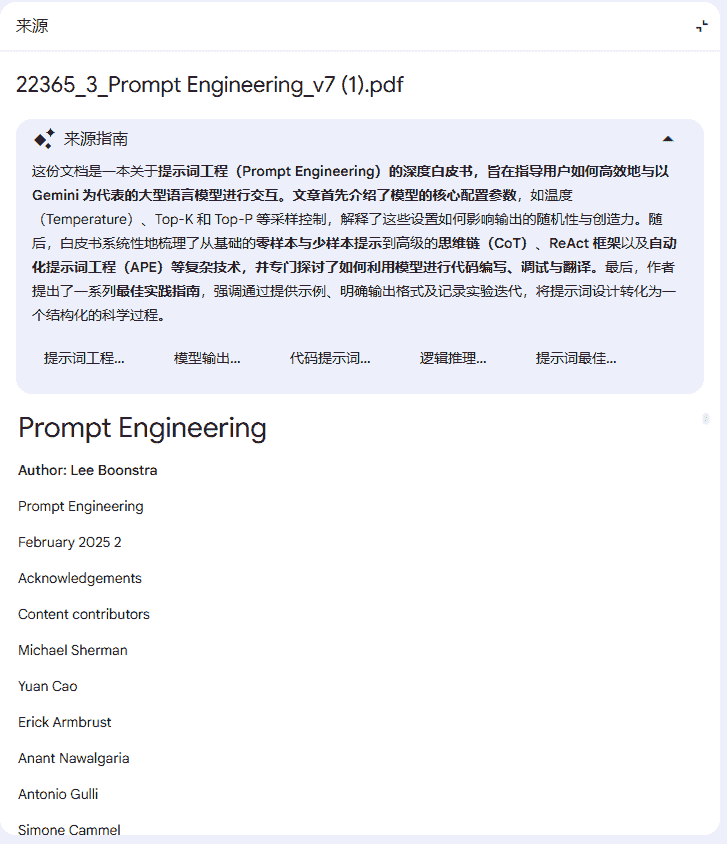 来源
22365_3_Prompt Engineering_v7 (1).pdf
来源指南
这份文档是一本关于提示词工程（Prompt Engineering）的深度白皮书，旨在指导用户如何高效地与以
Gemini 为代表的大型语言模型进行交互。文章首先介绍了模型的核心配置参数，如温度
（Temperature）、Top-K 和 Top-P 等采样控制，解释了这些设置如何影响输出的随机性与创造力。随
后，白皮书系统性地梳理了从基础的零样本与少样本提示到高级的思维链（CoT）、ReAct 框架以及自动
化提示词工程（APE）等复杂技术，并专门探讨了如何利用模型进行代码编写、调试与翻译。最后，作者
提出了一系列最佳实践指南，强调通过提供示例、明确输出格式及记录实验迭代，将提示词设计转化为一
个结构化的科学过程。
提示词工程... 模型输出... 代码提示词... 逻辑推理... 提示词最佳...
Prompt Engineering
Author: Lee Boonstra
Prompt Engineering
February 2025 2
Acknowledgements
Content contributors
Michael Sherman
Yuan Cao
Erick Armbrust
Anant Nawalgaria
Antonio Gulli
Simone Cammel